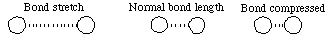 Bond stretch
Normal bond length
Bond compressed